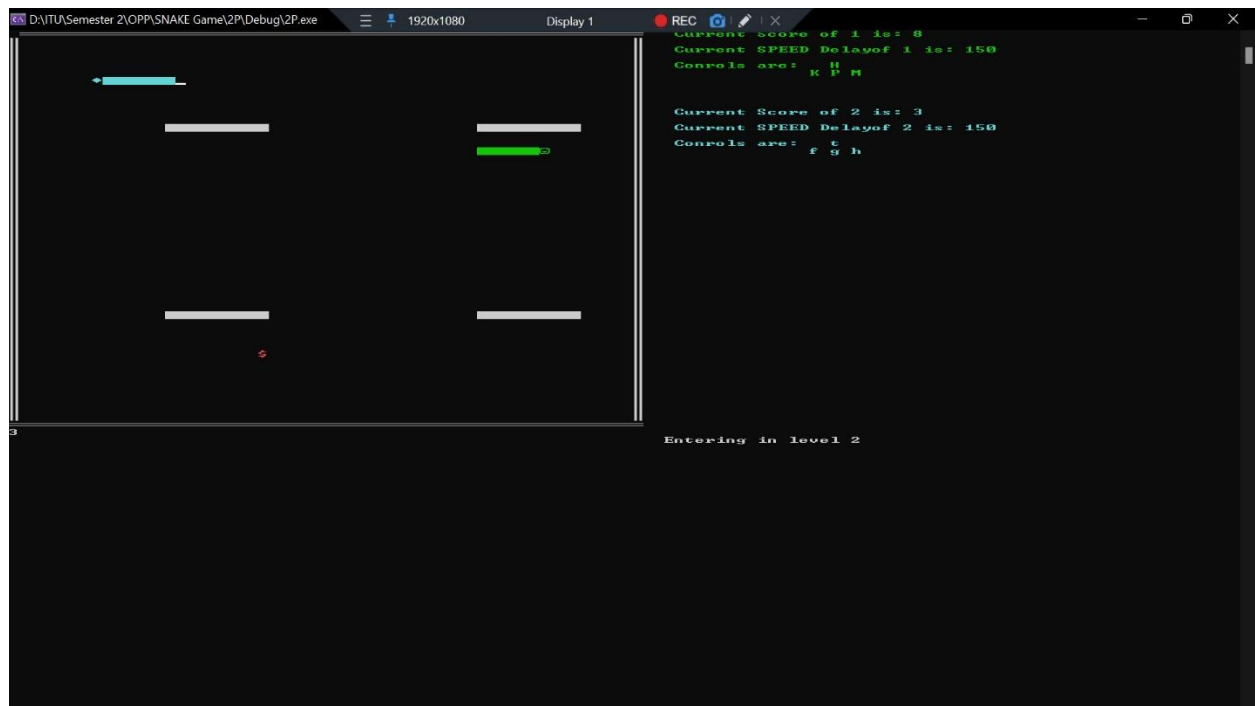 D:\ITU\Semester 2\OPP\SNAKE Game\2P\Debug\2P.exe
1920x1080
Display 1
REC
Current Score of 1 is: 8
Current SPEED Delayof 1 is: 150
Conrols are:
H
K P M
Current Score of 2 is: 3
Current SPEED Delayof 2 is: 150
Conrols are:
t
f g h
3
Entering in level 2